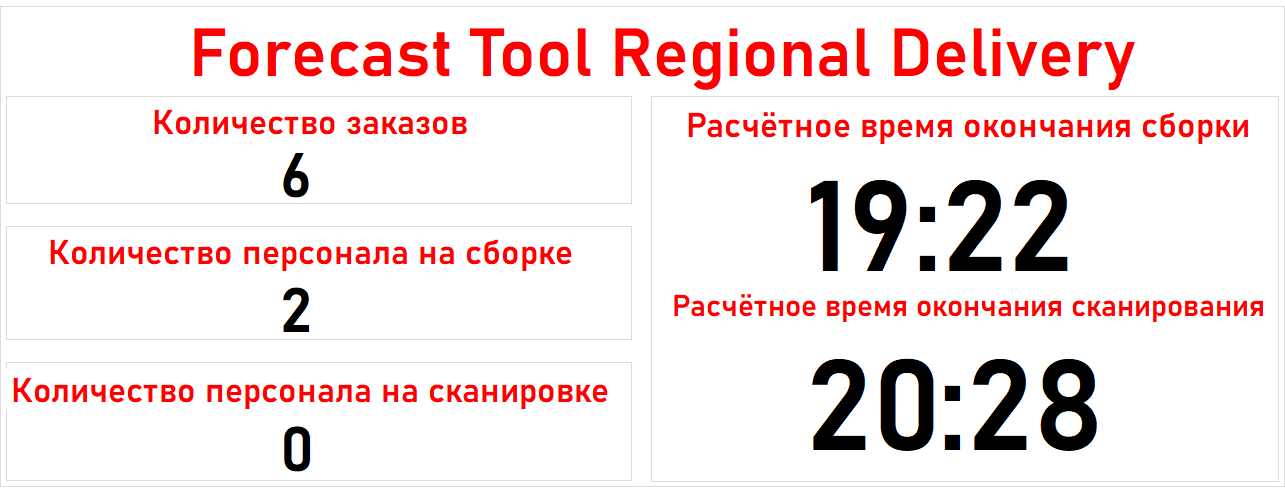 Forecast Tool Regional Delivery
Количество заказов
6
Количество персонала на сборке
2
Количество персонала на сканировке
0
Расчётное время окончания сборки
19:22
Расчётное время окончания сканирования
20:28